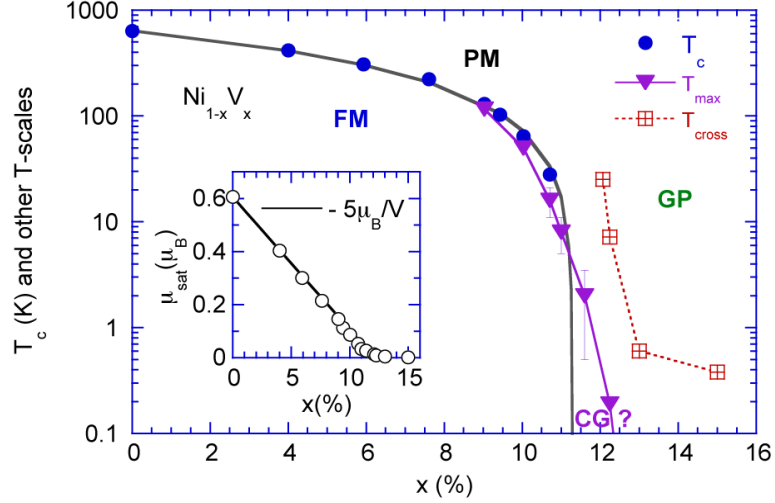 1000
100
10
1
0.1
T_c (K) and other T-scales
0 2 4 6 8 10 12 14 16
x (%)
Ni_{1-x}V_x
PM
FM
GP
CG ?
T_c
T_max
T_cross
0.6
0.4
0.2
0
μ_sat(μ_B)
- 5μ_B/V
0 5 10 15
x(%)